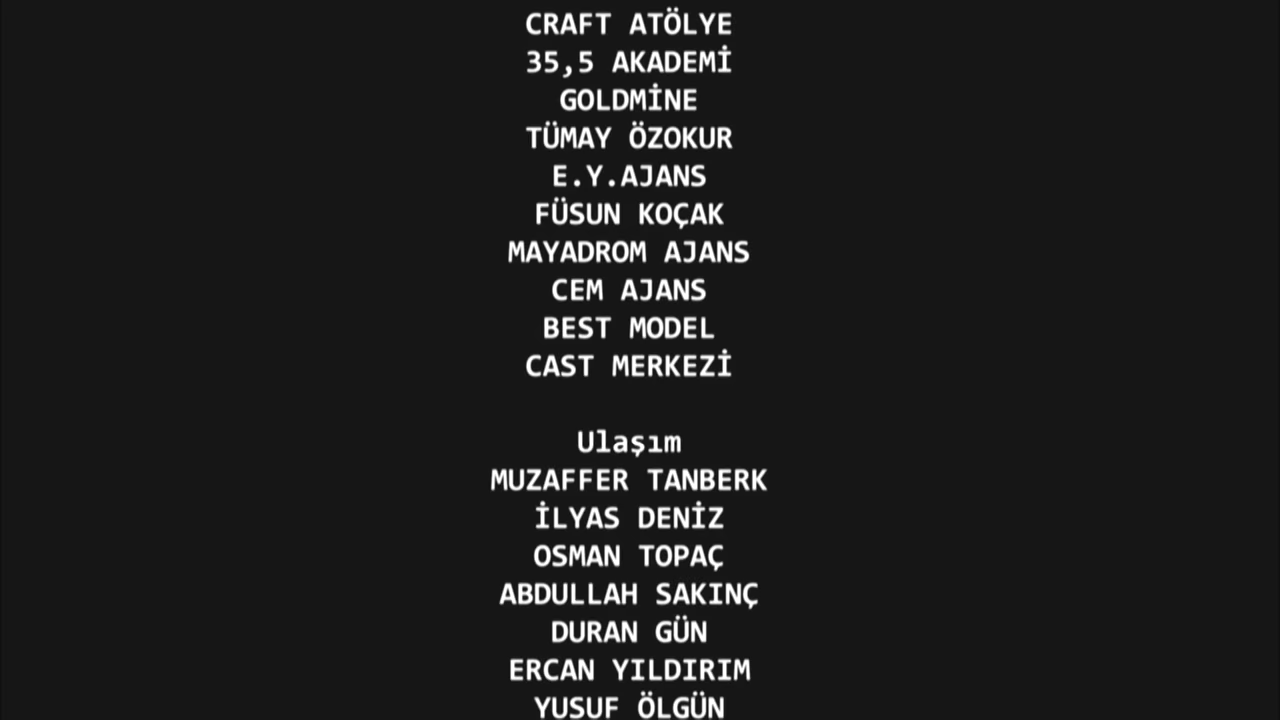 CRAFT ATÖLYE
35,5 AKADEMİ
GOLDMİNE
TÜMAY ÖZOKUR
E.Y.AJANS
FÜSUN KOÇAK
MAYADROM AJANS
CEM AJANS
BEST MODEL
CAST MERKEZİ
Ulaşım
MUZAFFER TANBERK
İLYAS DENİZ
OSMAN TOPAÇ
ABDULLAH SAKINÇ
DURAN GÜN
ERCAN YILDIRIM
YUSUF ÖLGÜN